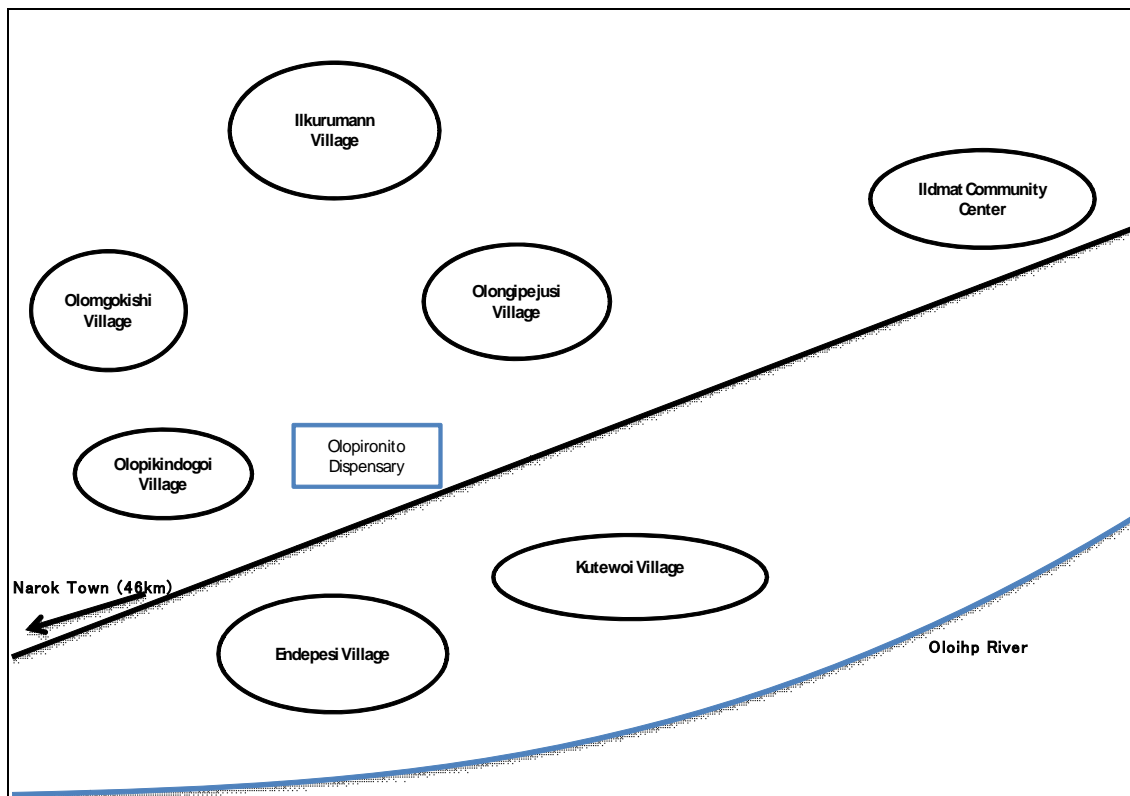 Ilkurumann
Village
Ildmat Community
Center
Olomgokishi
Village
Olongipejusi
Village
Olopironito
Dispensary
Olopikindogoi
Village
Kutewoi Village
Narok Town (46km)
Endepesi Village
Oloihp River